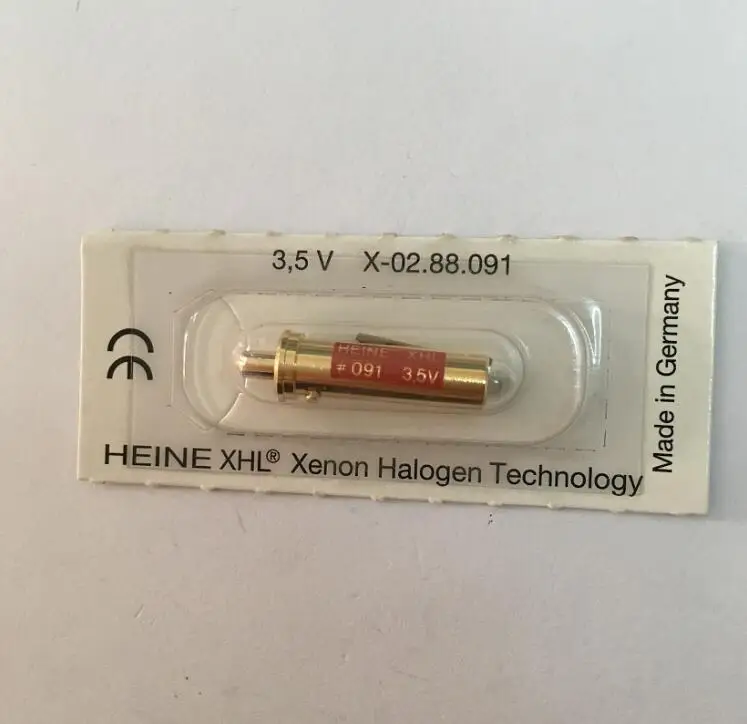 3,5 V X-02.88.091
CE
HEINE XHL
# 091 3.5V
HEINE XHL® Xenon Halogen Technology
Made in Germany